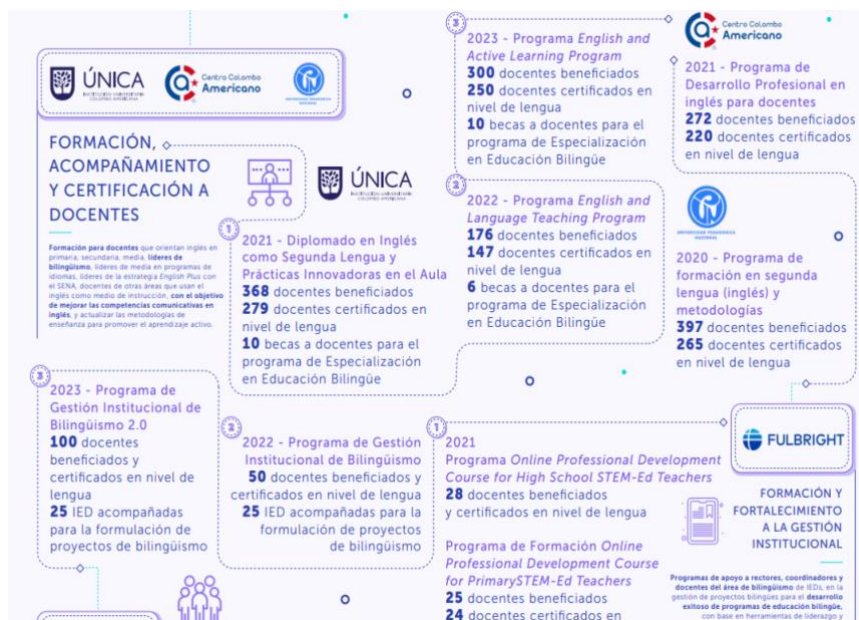 ÚNICA
Centro Colombo
Americano
FORMACIÓN,
ACOMPAÑAMIENTO
Y CERTIFICACIÓN A
DOCENTES
Formación para docentes que orientan inglés en
primaria, secundaria, media, líderes de
bilingüismo, líderes de media en programas de
idiomas, líderes de la estrategia English Plus con
el SENA, docentes de otras áreas que usan el
inglés como medio de instrucción, con el objetivo
de mejorar las competencias comunicativas en
inglés, y actualizar las metodologías de
enseñanza para promover el aprendizaje activo.
ÚNICA
1
2021 - Diplomado en Inglés
como Segunda Lengua y
Prácticas Innovadoras en el Aula
368 docentes beneficiados
279 docentes certificados en
nivel de lengua
10 becas a docentes para el
programa de Especialización
en Educación Bilingüe
3
2023 - Programa English and
Active Learning Program
300 docentes beneficiados
250 docentes certificados en
nivel de lengua
10 becas a docentes para el
programa de Especialización
en Educación Bilingüe
2
2022 - Programa English and
Language Teaching Program
176 docentes beneficiados
147 docentes certificados en
nivel de lengua
6 becas a docentes para el
programa de Especialización
en Educación Bilingüe
Centro Colombo
Americano
2021 - Programa de
Desarrollo Profesional en
inglés para docentes
272 docentes beneficiados
220 docentes certificados
en nivel de lengua
UNIVERSIDAD PEDAGÓGICA
NACIONAL
2020 - Programa de
formación en segunda
lengua (inglés) y
metodologías
397 docentes beneficiados
265 docentes certificados
en nivel de lengua
3
2023 - Programa de
Gestión Institucional de
Bilingüismo 2.0
100 docentes
beneficiados y
certificados en nivel de
lengua
25 IED acompañadas
para la formulación de
proyectos de bilingüismo
2
2022 - Programa de Gestión
Institucional de Bilingüismo
50 docentes beneficiados y
certificados en nivel de lengua
25 IED acompañadas para la
formulación de proyectos
de bilingüismo
1
2021
Programa Online Professional Development
Course for High School STEM-Ed Teachers
28 docentes beneficiados
y certificados en nivel de lengua
Programa de Formación Online
Professional Development Course
for PrimarySTEM-Ed Teachers
25 docentes beneficiados
24 docentes certificados en
FULBRIGHT
FORMACIÓN Y
FORTALECIMIENTO
A LA GESTIÓN
INSTITUCIONAL
Programas de apoyo a rectores, coordinadores y
docentes del área de bilingüismo de IEDs, en la
gestión de proyectos bilingües para el desarrollo
exitoso de programas de educación bilingüe,
con base en herramientas de liderazgo y